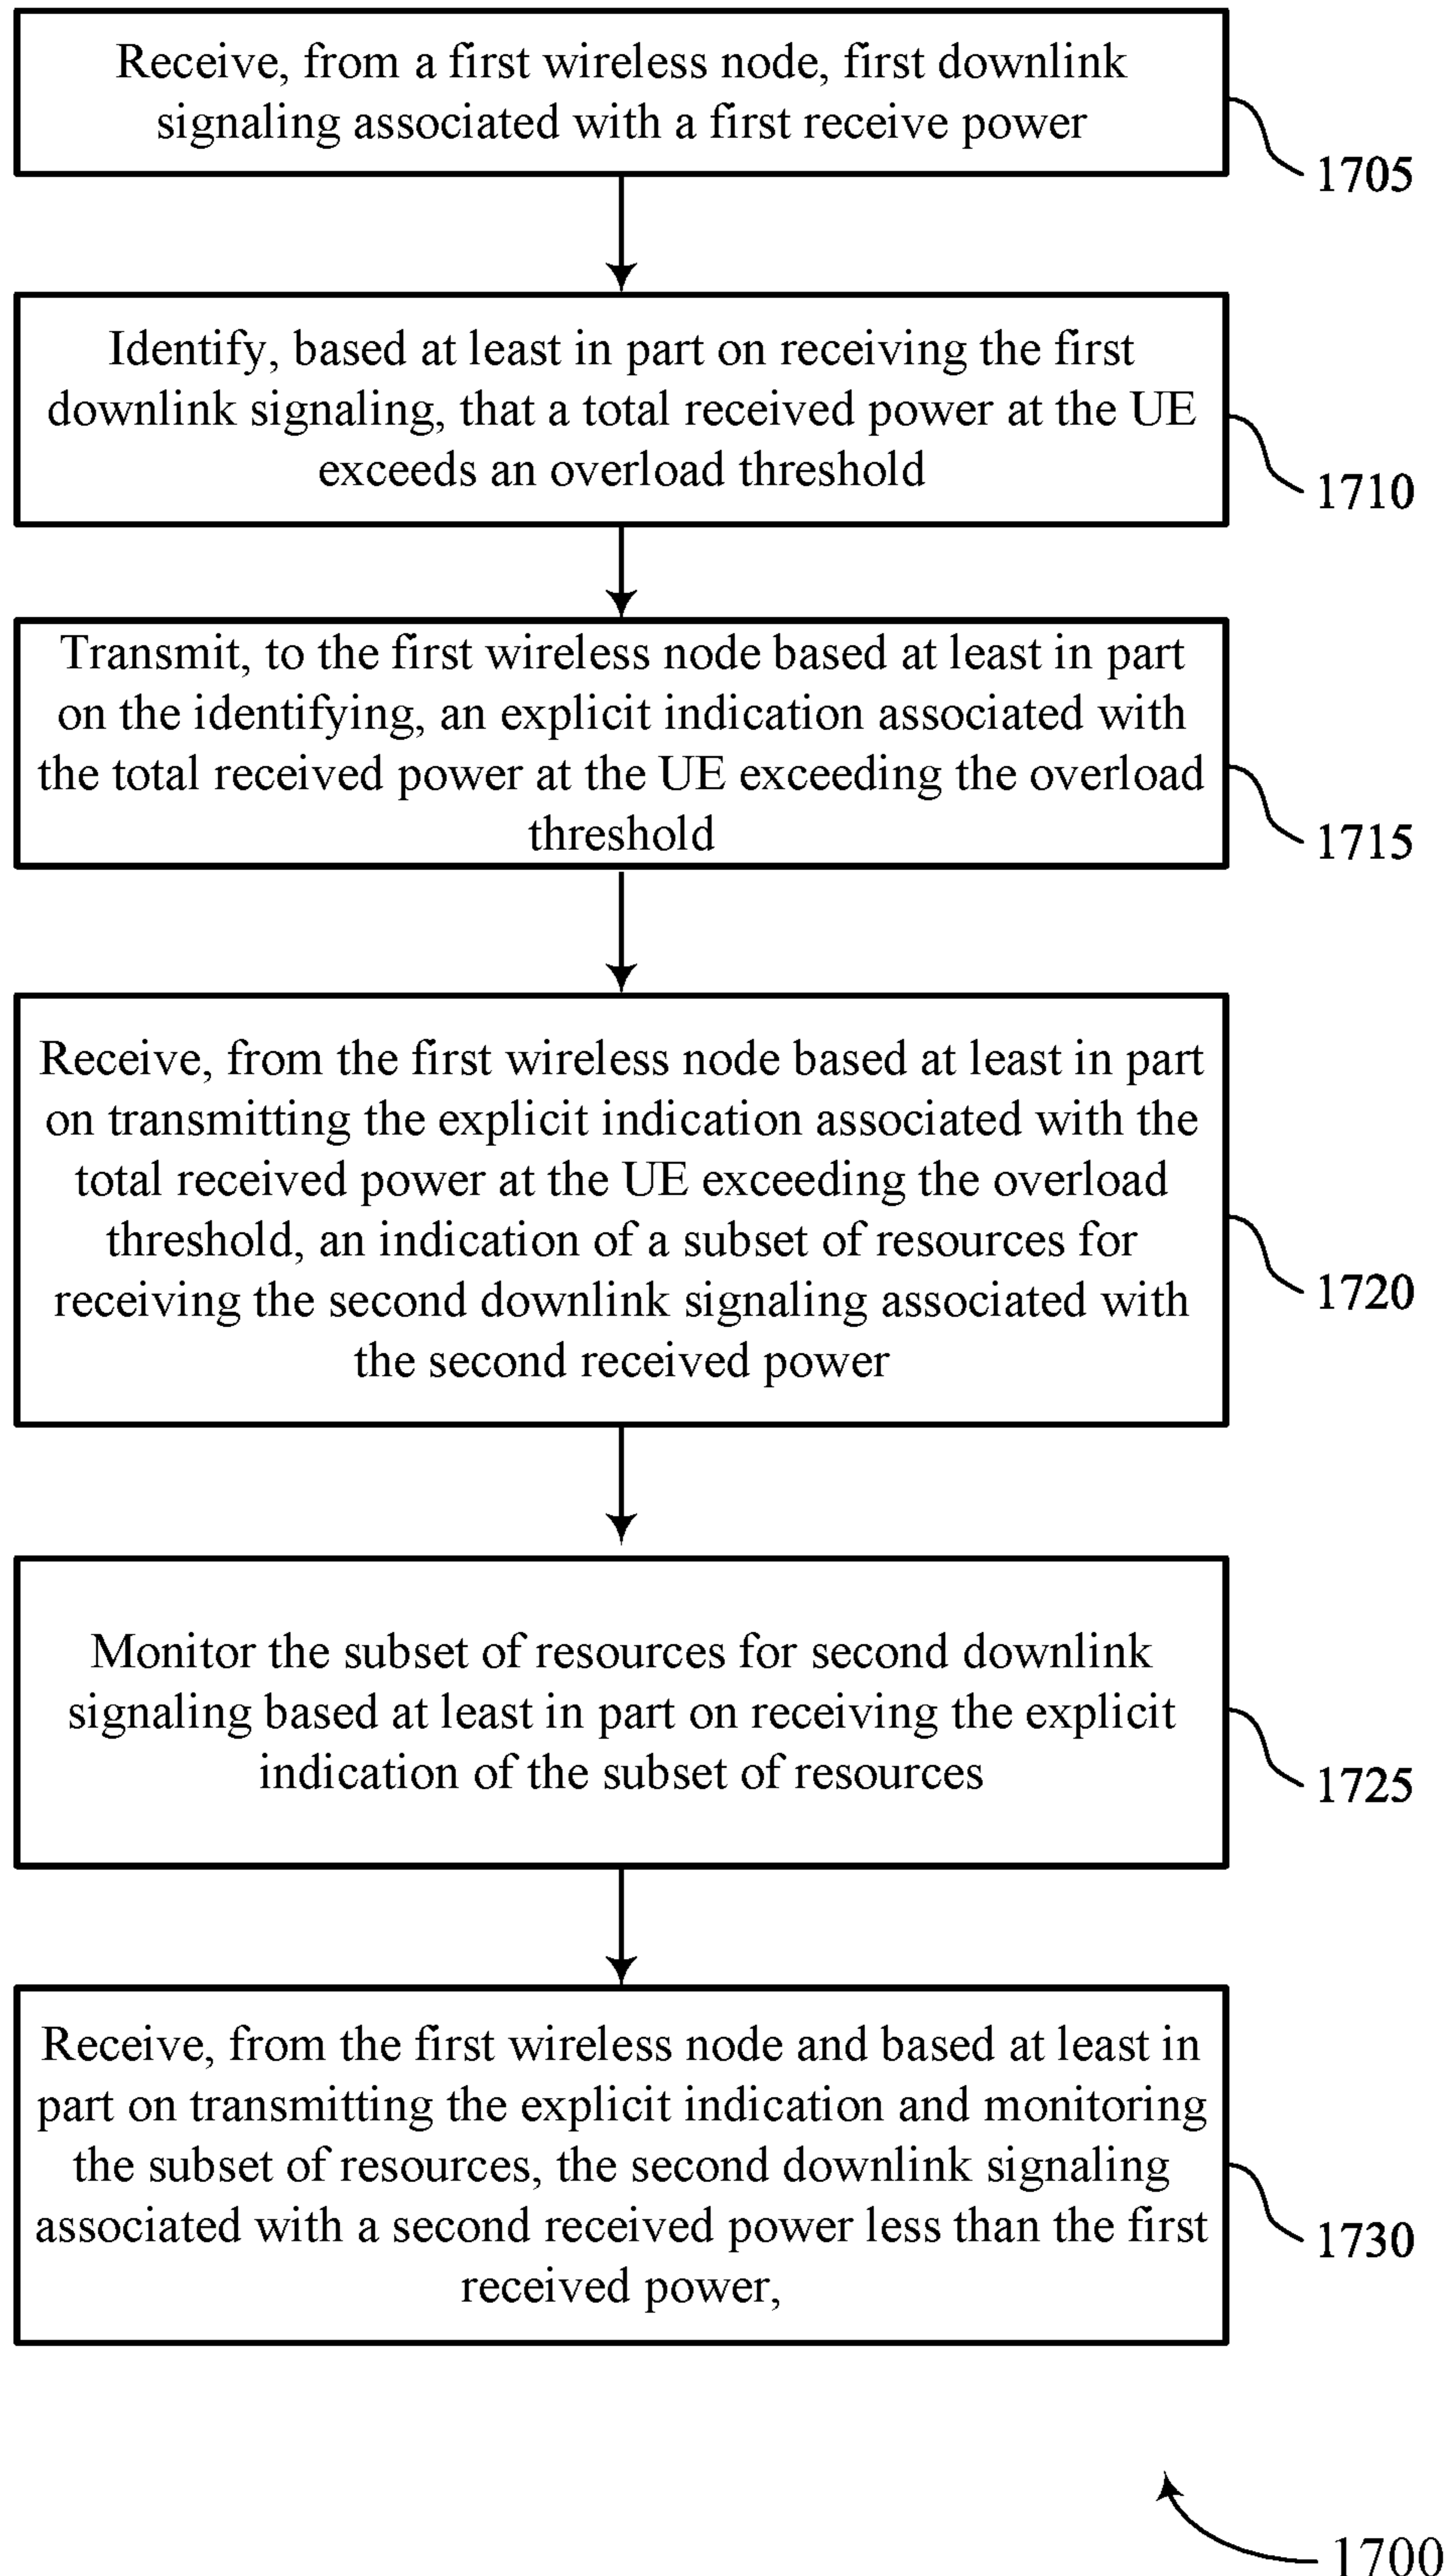 Receive, from a first wireless node, first downlink
signaling associated with a first receive power
1705
Identify, based at least in part on receiving the first
downlink signaling, that a total received power at the UE
exceeds an overload threshold
1710
Transmit, to the first wireless node based at least in part
on the identifying, an explicit indication associated with
the total received power at the UE exceeding the overload
threshold
1715
Receive, from the first wireless node based at least in part
on transmitting the explicit indication associated with the
total received power at the UE exceeding the overload
threshold, an indication of a subset of resources for
receiving the second downlink signaling associated with
the second received power
1720
Monitor the subset of resources for second downlink
signaling based at least in part on receiving the explicit
indication of the subset of resources
1725
Receive, from the first wireless node and based at least in
part on transmitting the explicit indication and monitoring
the subset of resources, the second downlink signaling
associated with a second received power less than the first
received power,
1730
1700